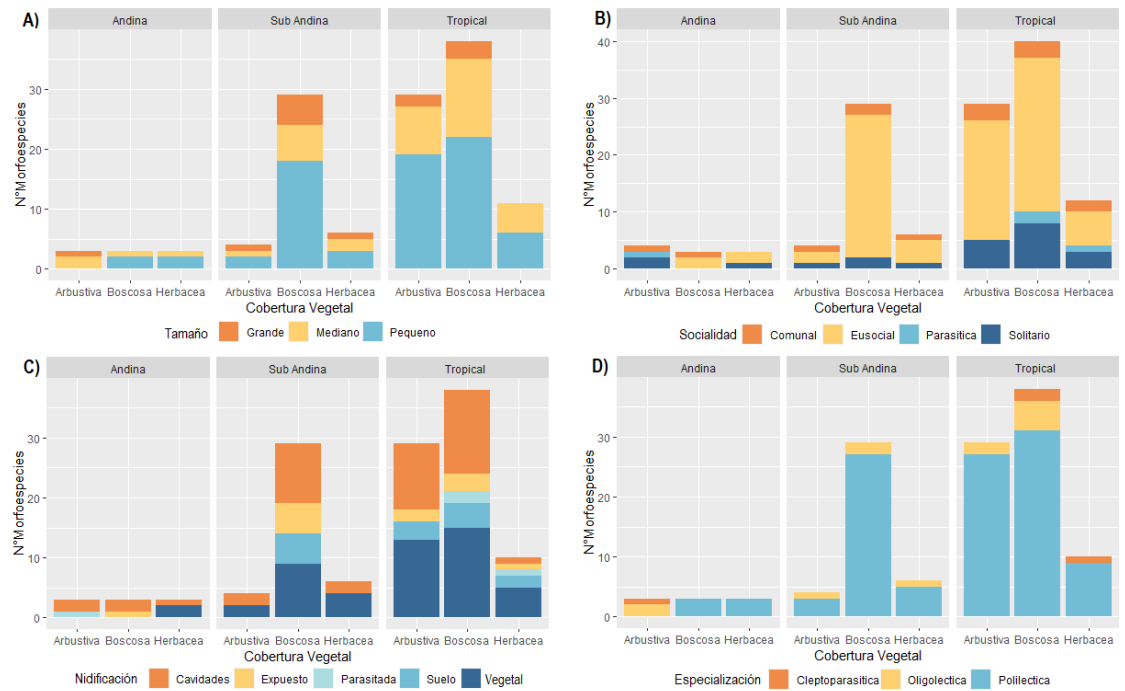 A)
Andina Sub Andina Tropical
N°Morfoespecies
30
20
10
0
Arbustiva Boscosa Herbacea Arbustiva Boscosa Herbacea Arbustiva Boscosa Herbacea
Cobertura Vegetal
Tamaño Grande Mediano Pequeno
B)
Andina Sub Andina Tropical
N°Morfoespecies
40
30
20
10
0
Arbustiva Boscosa Herbacea Arbustiva Boscosa Herbacea Arbustiva Boscosa Herbacea
Cobertura Vegetal
Socialidad Comunal Eusocial Parasitica Solitario
C)
Andina Sub Andina Tropical
N°Morfoespecies
30
20
10
0
Arbustiva Boscosa Herbacea Arbustiva Boscosa Herbacea Arbustiva Boscosa Herbacea
Cobertura Vegetal
Nidificación Cavidades Expuesto Parasitada Suelo Vegetal
D)
Andina Sub Andina Tropical
N°Morfoespecies
30
20
10
0
Arbustiva Boscosa Herbacea Arbustiva Boscosa Herbacea Arbustiva Boscosa Herbacea
Cobertura Vegetal
Especialización Cleptoparasitica Oligolectica Polilectica